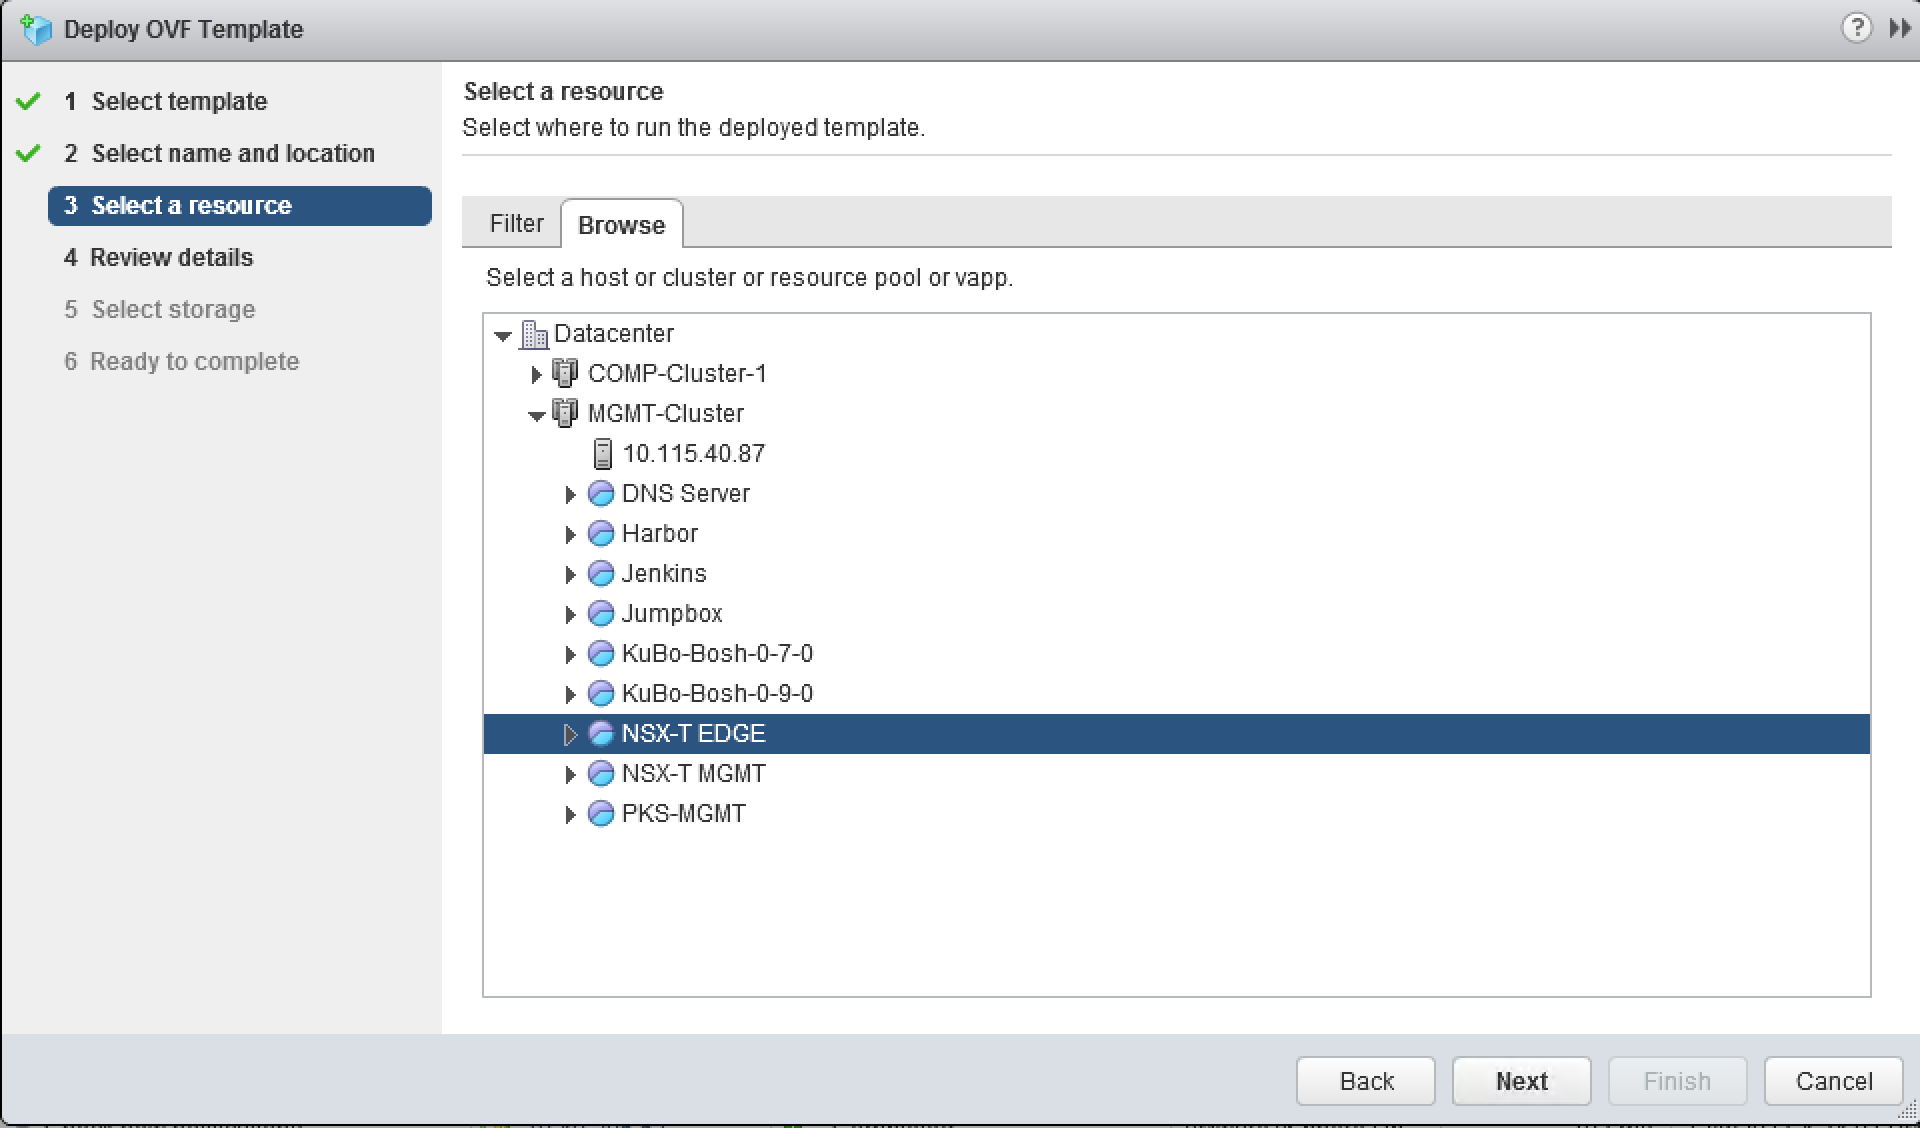 Deploy OVF Template
?
1 Select template
2 Select name and location
3 Select a resource
4 Review details
5 Select storage
6 Ready to complete
Select a resource
Select where to run the deployed template.
Filter Browse
Select a host or cluster or resource pool or vapp.
Datacenter
COMP-Cluster-1
MGMT-Cluster
10.115.40.87
DNS Server
Harbor
Jenkins
Jumpbox
KuBo-Bosh-0-7-0
KuBo-Bosh-0-9-0
NSX-T EDGE
NSX-T MGMT
PKS-MGMT
Back Next Finish Cancel